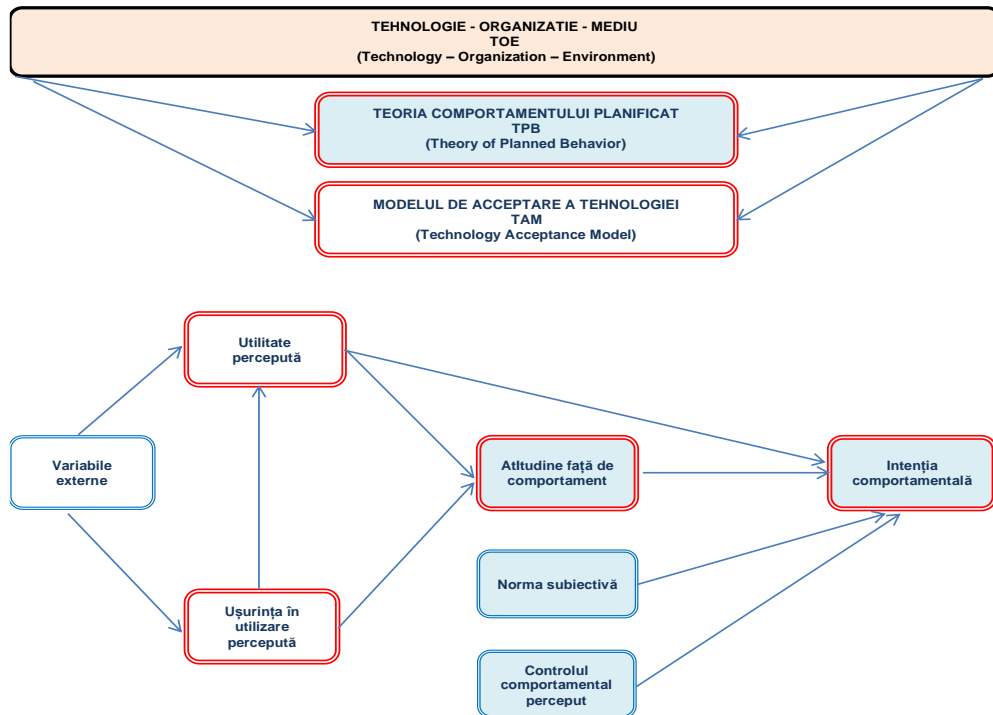 TEHNOLOGIE - ORGANIZATIE - MEDIU
TOE
(Technology – Organization – Environment)
TEORIA COMPORTAMENTULUI PLANIFICAT
TPB
(Theory of Planned Behavior)
MODELUL DE ACCEPTARE A TEHNOLOGIEI
TAM
(Technology Acceptance Model)
Utilitate
percepută
Variabile
externe
Atltudine față de
comportament
Intenția
comportamentală
Norma subiectivă
Ușurința în
utilizare
percepută
Controlul
comportamental
perceput